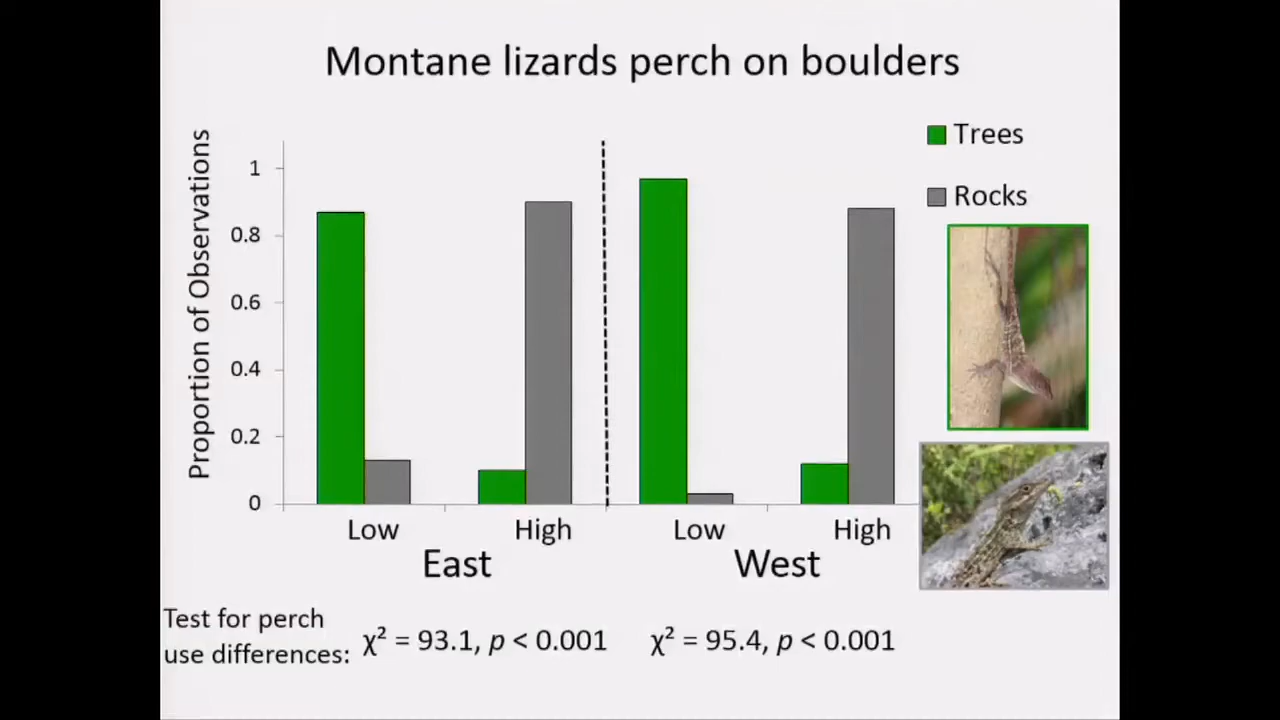 Montane lizards perch on boulders
Trees
Rocks
Proportion of Observations
1
0.8
0.6
0.4
0.2
0
Low
High
Low
High
East
West
Test for perch
use differences:
χ² = 93.1, p < 0.001
χ² = 95.4, p < 0.001